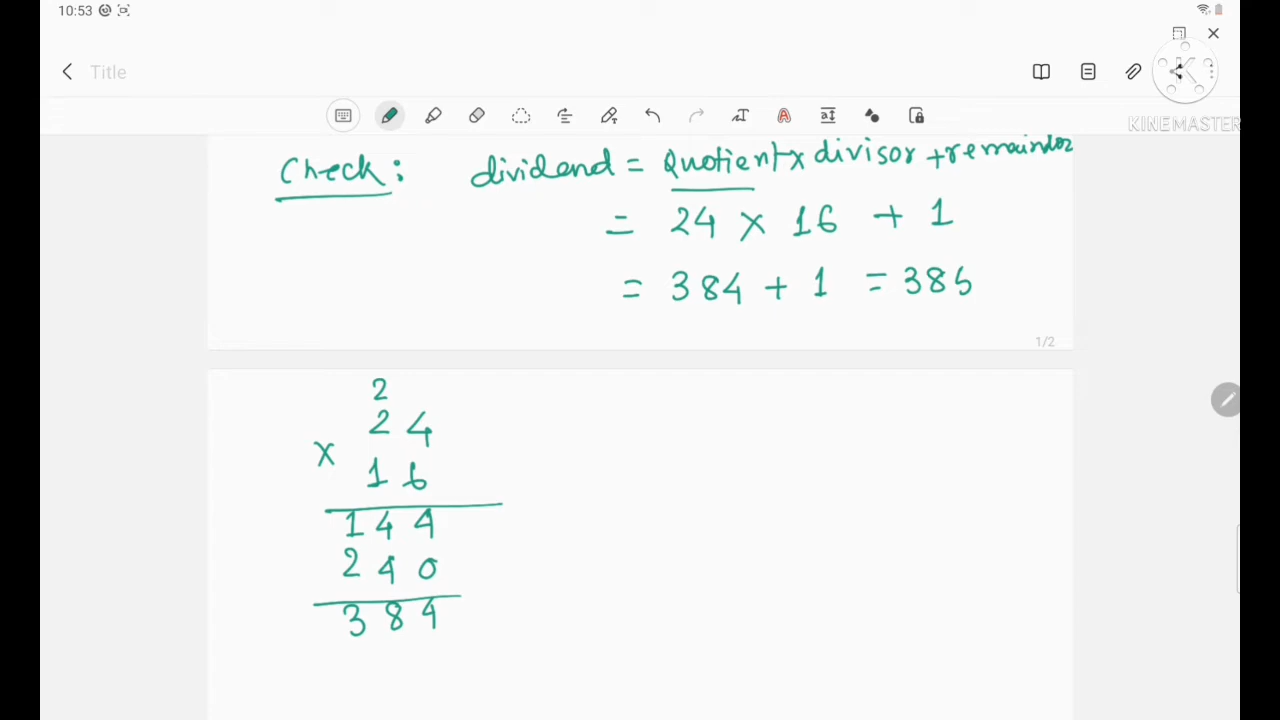 10:53
Title
KINEMASTER
Check: dividend = Quotient x divisor + remainder
= 24 x 16 + 1
= 384 + 1 = 385
1/2
2
24
x 16
144
240
384